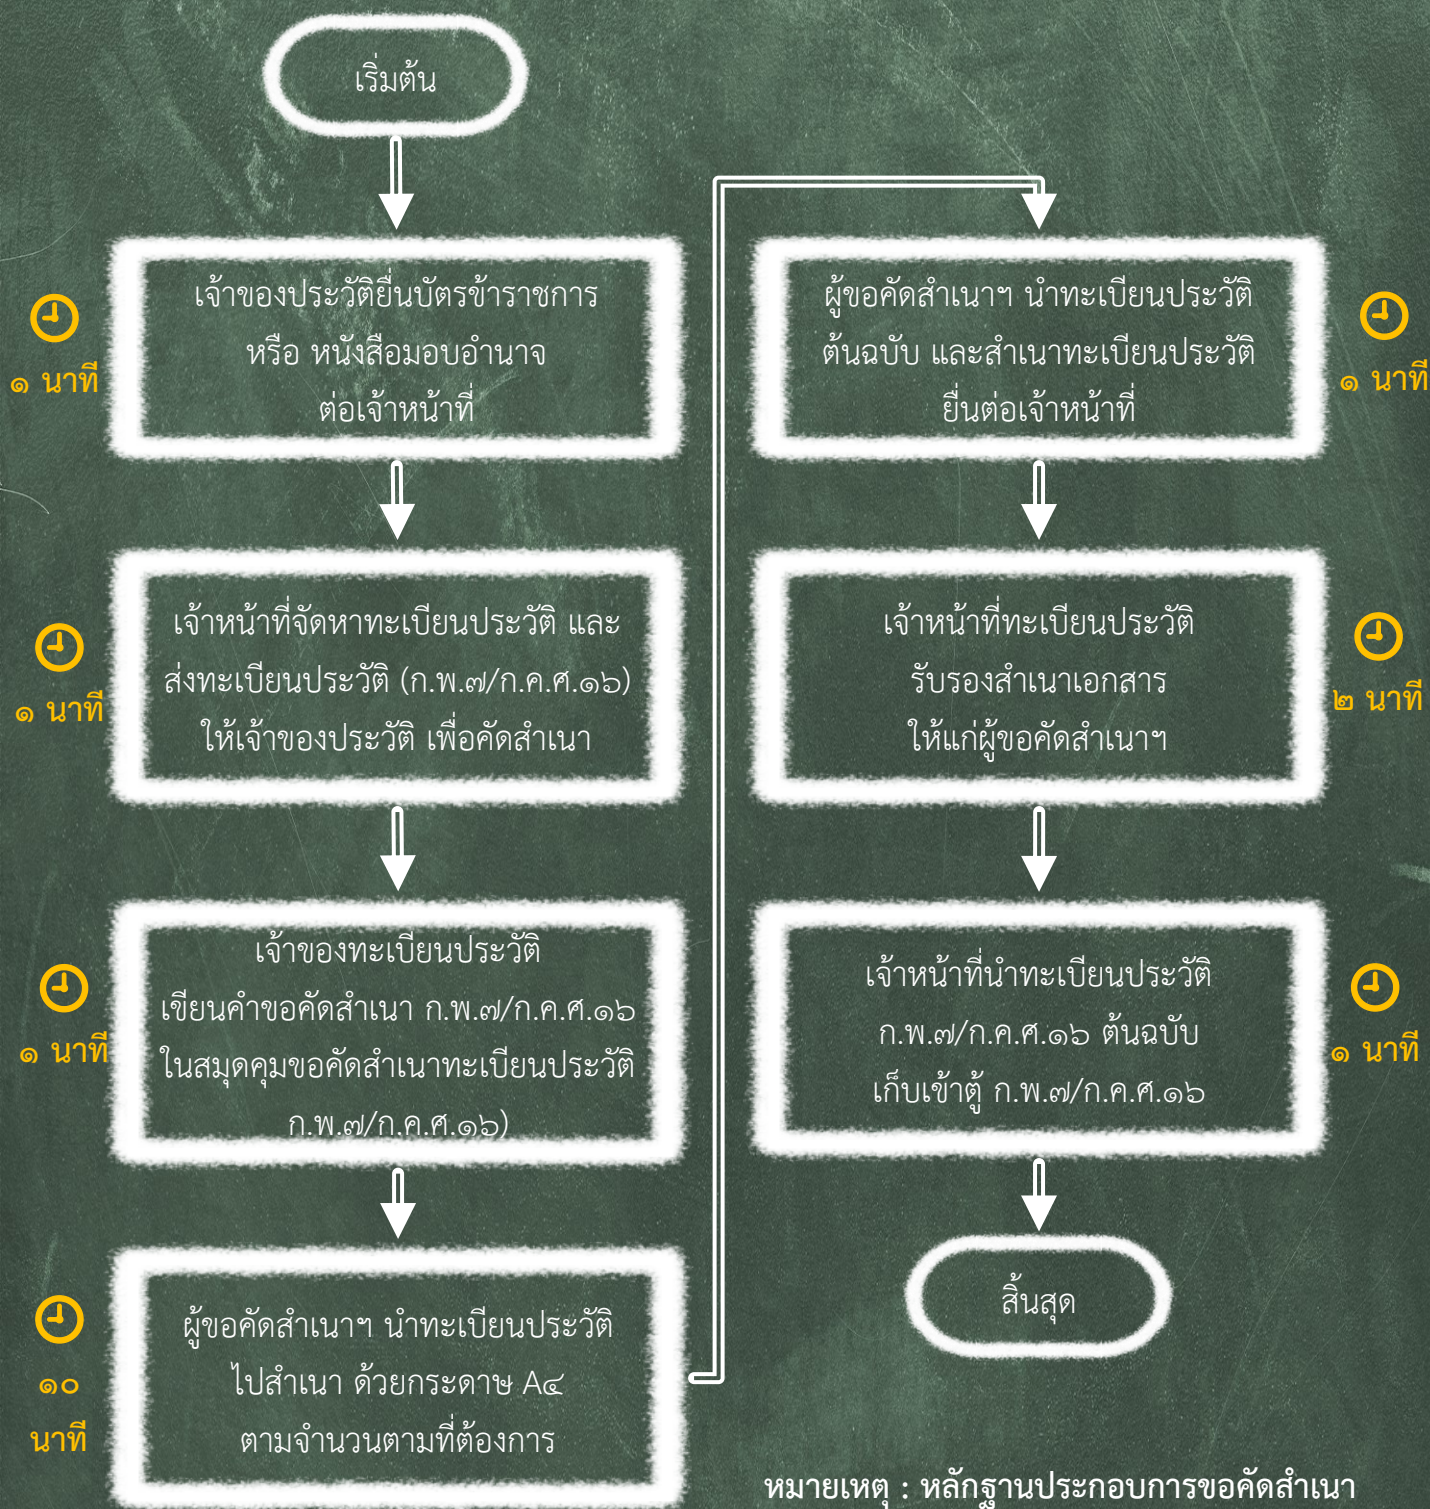 เริ่มต้น
เจ้าของประวัติยื่นบัตรข้าราชการ
หรือ หนังสือมอบอำนาจ
ต่อเจ้าหน้าที่
๑ นาที
เจ้าหน้าที่จัดหาทะเบียนประวัติ และ
ส่งทะเบียนประวัติ (ก.พ.๗/ก.ค.ศ.๑๖)
ให้เจ้าของประวัติ เพื่อคัดสำเนา
๑ นาที
เจ้าของทะเบียนประวัติ
เขียนคำขอคัดสำเนา ก.พ.๗/ก.ค.ศ.๑๖
ในสมุดคุมขอคัดสำเนาทะเบียนประวัติ
ก.พ.๗/ก.ค.ศ.๑๖)
๑ นาที
ผู้ขอคัดสำเนาฯ นำทะเบียนประวัติ
ไปสำเนา ด้วยกระดาษ A๔
ตามจำนวนตามที่ต้องการ
๑๐
นาที
ผู้ขอคัดสำเนาฯ นำทะเบียนประวัติ
ต้นฉบับ และสำเนาทะเบียนประวัติ
ยื่นต่อเจ้าหน้าที่
๑ นาที
เจ้าหน้าที่ทะเบียนประวัติ
รับรองสำเนาเอกสาร
ให้แก่ผู้ขอคัดสำเนาฯ
๒ นาที
เจ้าหน้าที่นำทะเบียนประวัติ
ก.พ.๗/ก.ค.ศ.๑๖ ต้นฉบับ
เก็บเข้าตู้ ก.พ.๗/ก.ค.ศ.๑๖
๑ นาที
สิ้นสุด
หมายเหตุ : หลักฐานประกอบการขอคัดสำเนา